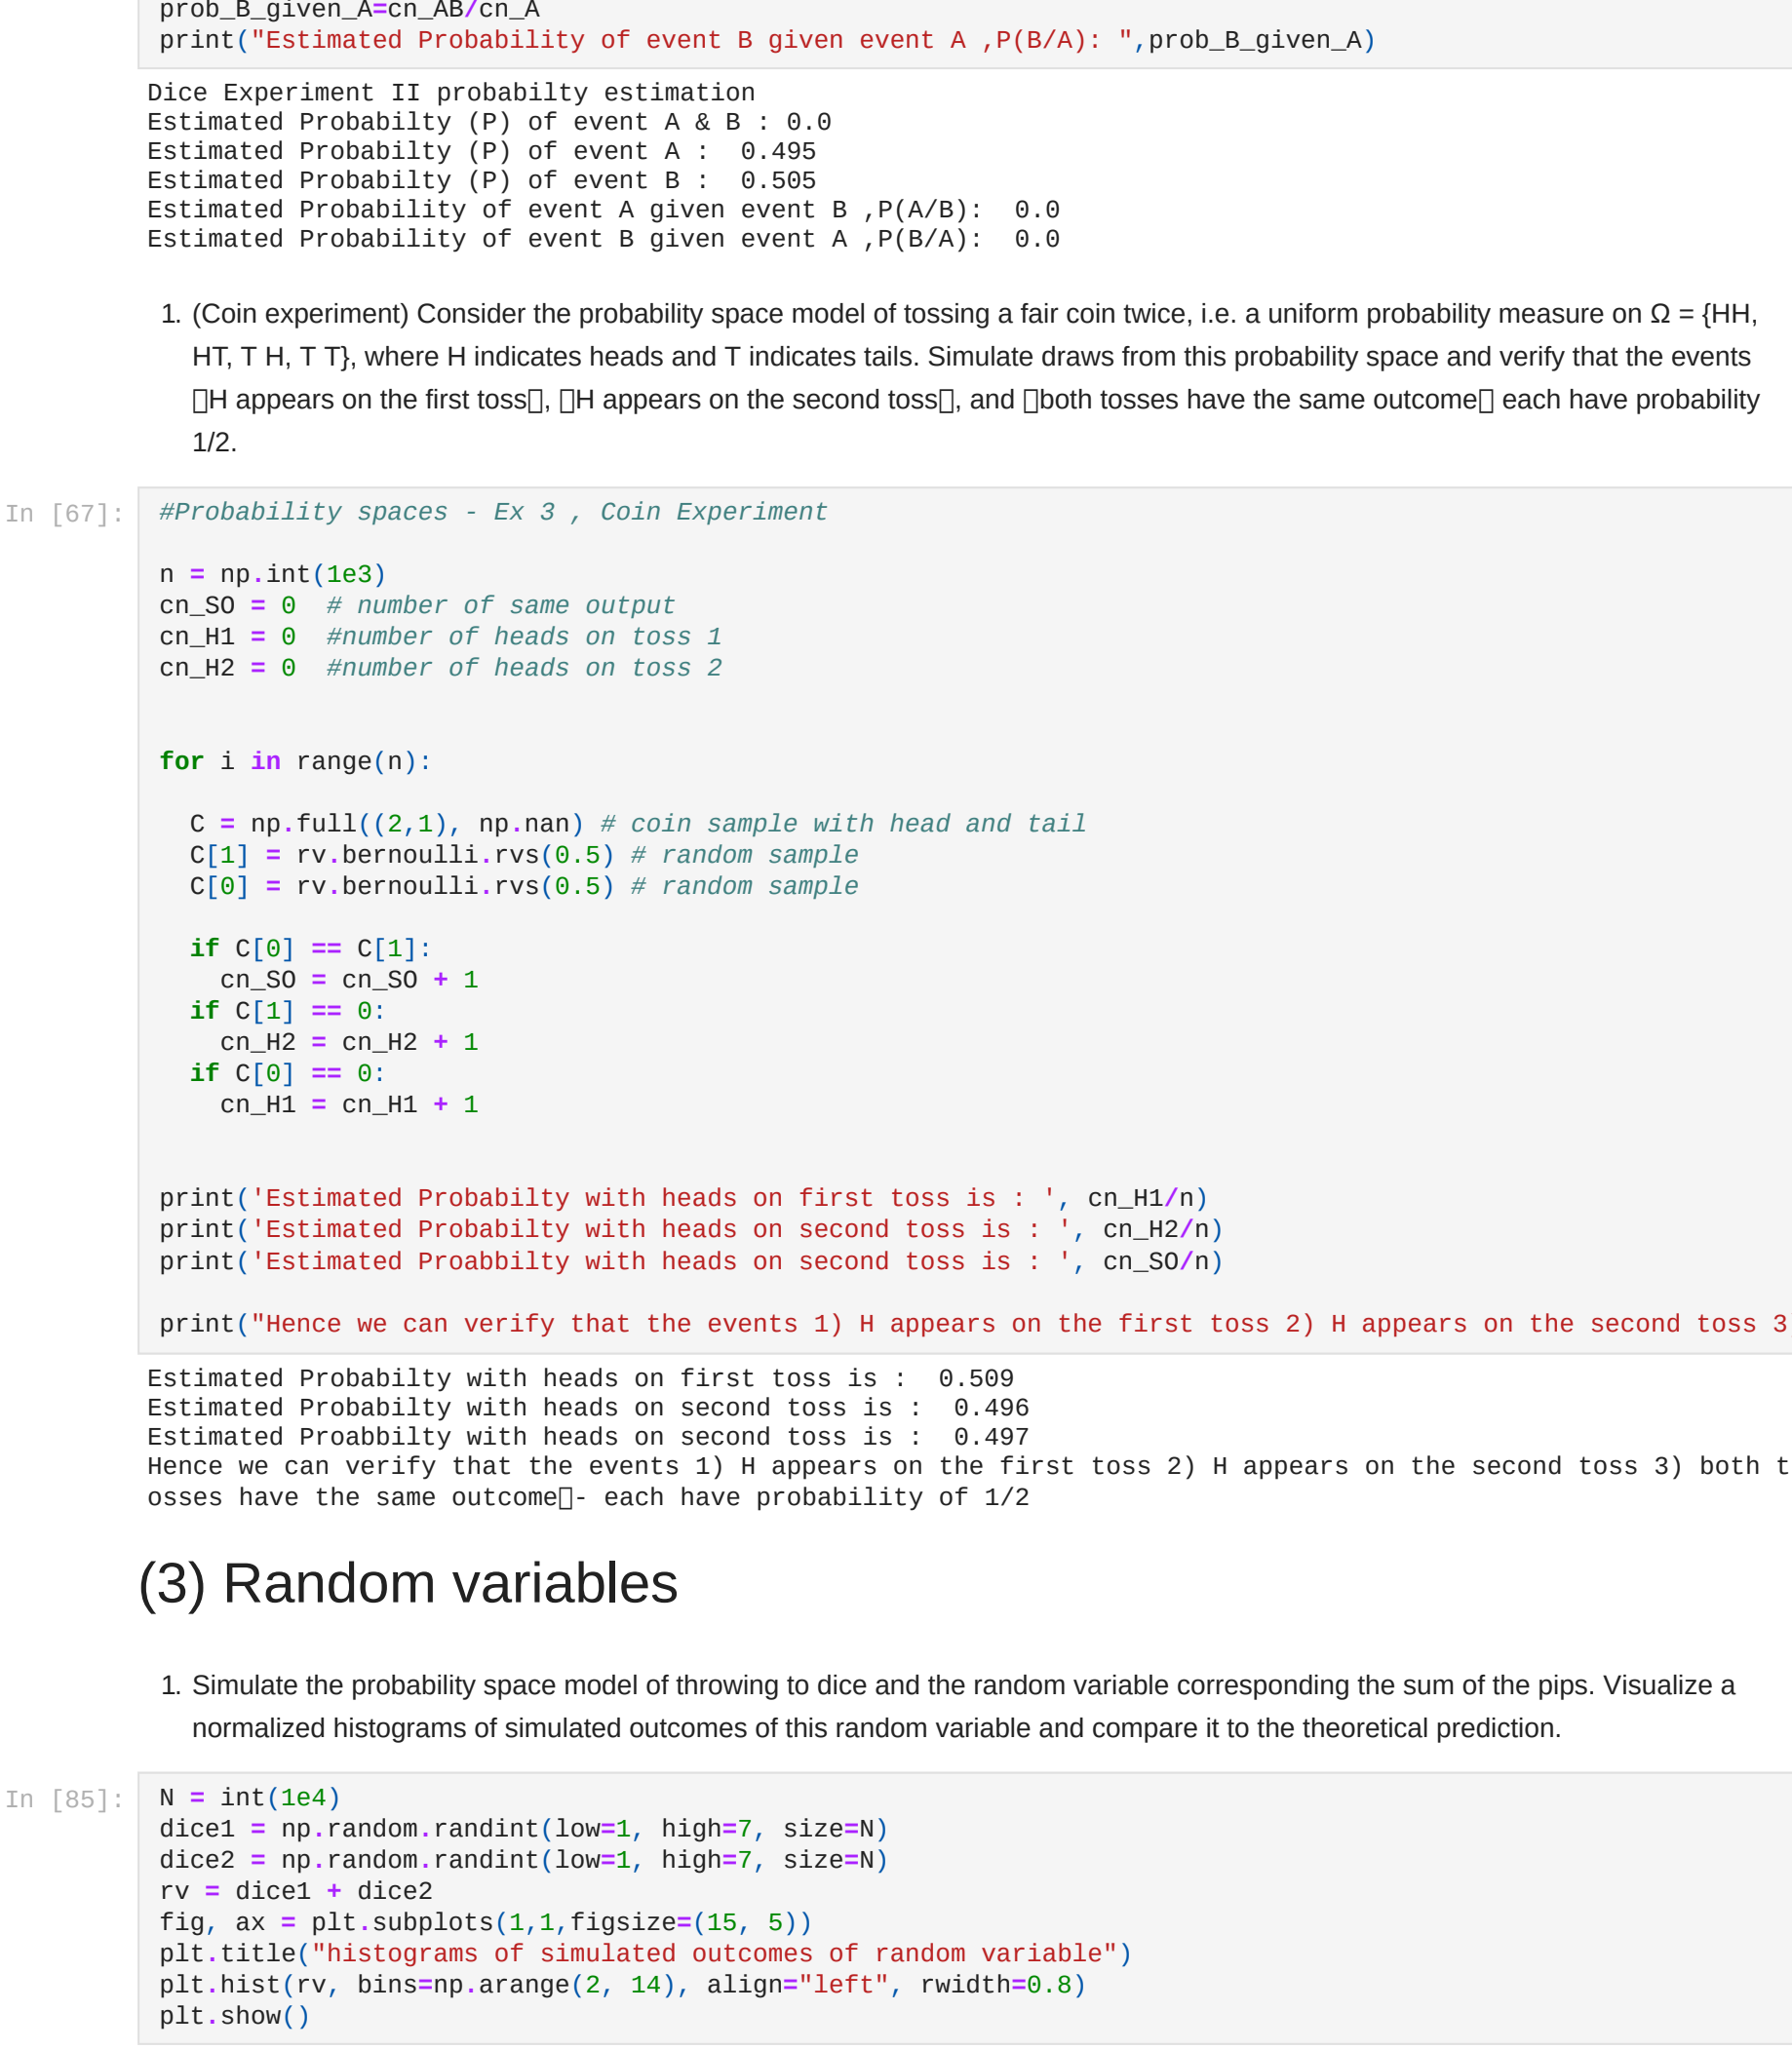 prob_B_given_A=cn_AB/cn_A
print("Estimated Probability of event B given event A ,P(B/A): ",prob_B_given_A)
Dice Experiment II probabilty estimation
Estimated Probabilty (P) of event A & B : 0.0
Estimated Probabilty (P) of event A :  0.495
Estimated Probabilty (P) of event B :  0.505
Estimated Probability of event A given event B ,P(A/B):  0.0
Estimated Probability of event B given event A ,P(B/A):  0.0
1. (Coin experiment) Consider the probability space model of tossing a fair coin twice, i.e. a uniform probability measure on Ω = {HH,
HT, T H, T T}, where H indicates heads and T indicates tails. Simulate draws from this probability space and verify that the events
▯H appears on the first toss▯, ▯H appears on the second toss▯, and ▯both tosses have the same outcome▯ each have probability
1/2.
In [67]:
#Probability spaces - Ex 3 , Coin Experiment
n = np.int(1e3)
cn_SO = 0  # number of same output
cn_H1 = 0  #number of heads on toss 1
cn_H2 = 0  #number of heads on toss 2
for i in range(n):
  C = np.full((2,1), np.nan) # coin sample with head and tail
  C[1] = rv.bernoulli.rvs(0.5) # random sample
  C[0] = rv.bernoulli.rvs(0.5) # random sample
  if C[0] == C[1]:
    cn_SO = cn_SO + 1
  if C[1] == 0:
    cn_H2 = cn_H2 + 1
  if C[0] == 0:
    cn_H1 = cn_H1 + 1
print('Estimated Probabilty with heads on first toss is : ', cn_H1/n)
print('Estimated Probabilty with heads on second toss is : ', cn_H2/n)
print('Estimated Proabbilty with heads on second toss is : ', cn_SO/n)
print("Hence we can verify that the events 1) H appears on the first toss 2) H appears on the second toss 3
Estimated Probabilty with heads on first toss is :  0.509
Estimated Probabilty with heads on second toss is :  0.496
Estimated Proabbilty with heads on second toss is :  0.497
Hence we can verify that the events 1) H appears on the first toss 2) H appears on the second toss 3) both t
osses have the same outcome▯- each have probability of 1/2
(3) Random variables
1. Simulate the probability space model of throwing to dice and the random variable corresponding the sum of the pips. Visualize a
normalized histograms of simulated outcomes of this random variable and compare it to the theoretical prediction.
In [85]:
N = int(1e4)
dice1 = np.random.randint(low=1, high=7, size=N)
dice2 = np.random.randint(low=1, high=7, size=N)
rv = dice1 + dice2
fig, ax = plt.subplots(1,1,figsize=(15, 5))
plt.title("histograms of simulated outcomes of random variable")
plt.hist(rv, bins=np.arange(2, 14), align="left", rwidth=0.8)
plt.show()